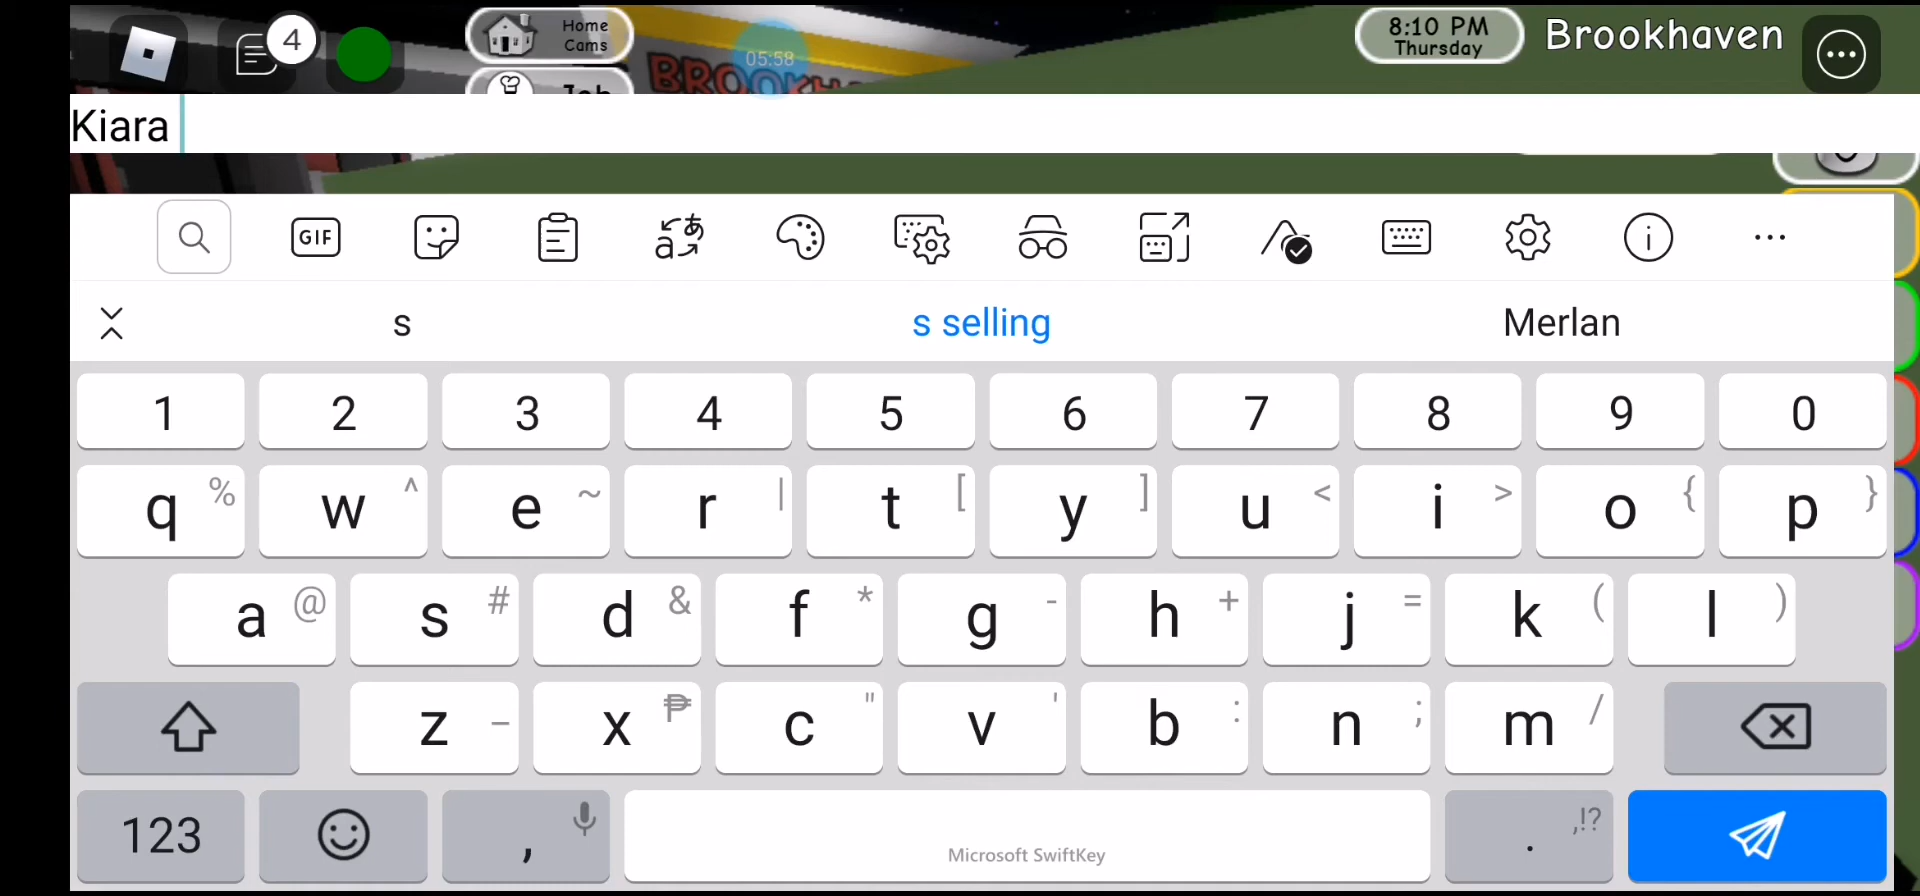 4
Home
Cams
05:58
8:10 PM
Thursday
Brookhaven
Kiara
GIF
s
s selling
Merlan
1 2 3 4 5 6 7 8 9 0
q % w ^ e ~ r | t [ y ] u < i > o { p }
a @ s # d & f * g - h + j = k ( l )
z _ x ₱ c " v ' b : n ; m /
123 , Microsoft SwiftKey . ,!?